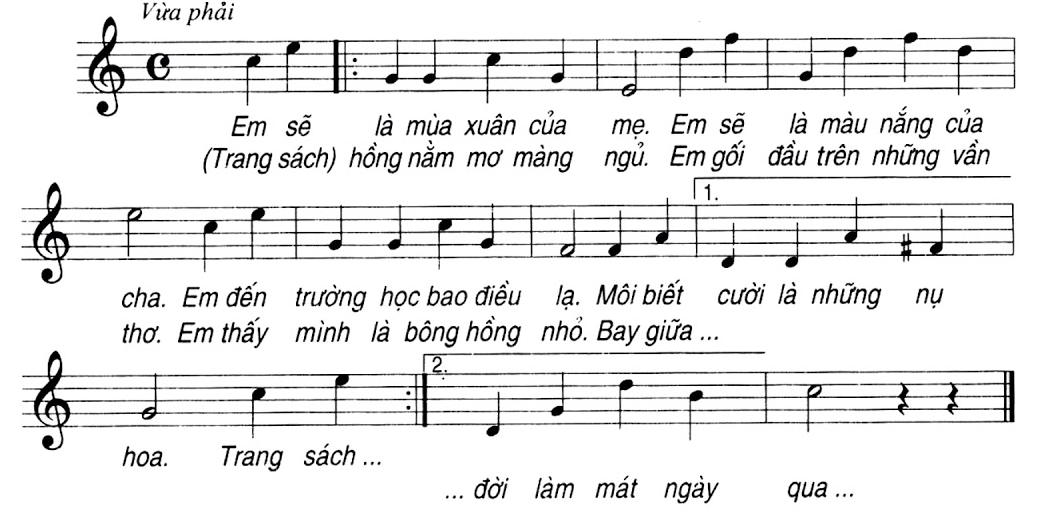 Vừa phải
Em sẽ là mùa xuân của mẹ. Em sẽ là màu nắng của
(Trang sách) hồng nằm mơ màng ngủ. Em gối đầu trên những vần
1.
cha. Em đến trường học bao điều lạ. Môi biết cười là những nụ
thơ. Em thấy mình là bông hồng nhỏ. Bay giữa ...
2.
hoa. Trang sách ...
... đời làm mát ngày qua ...